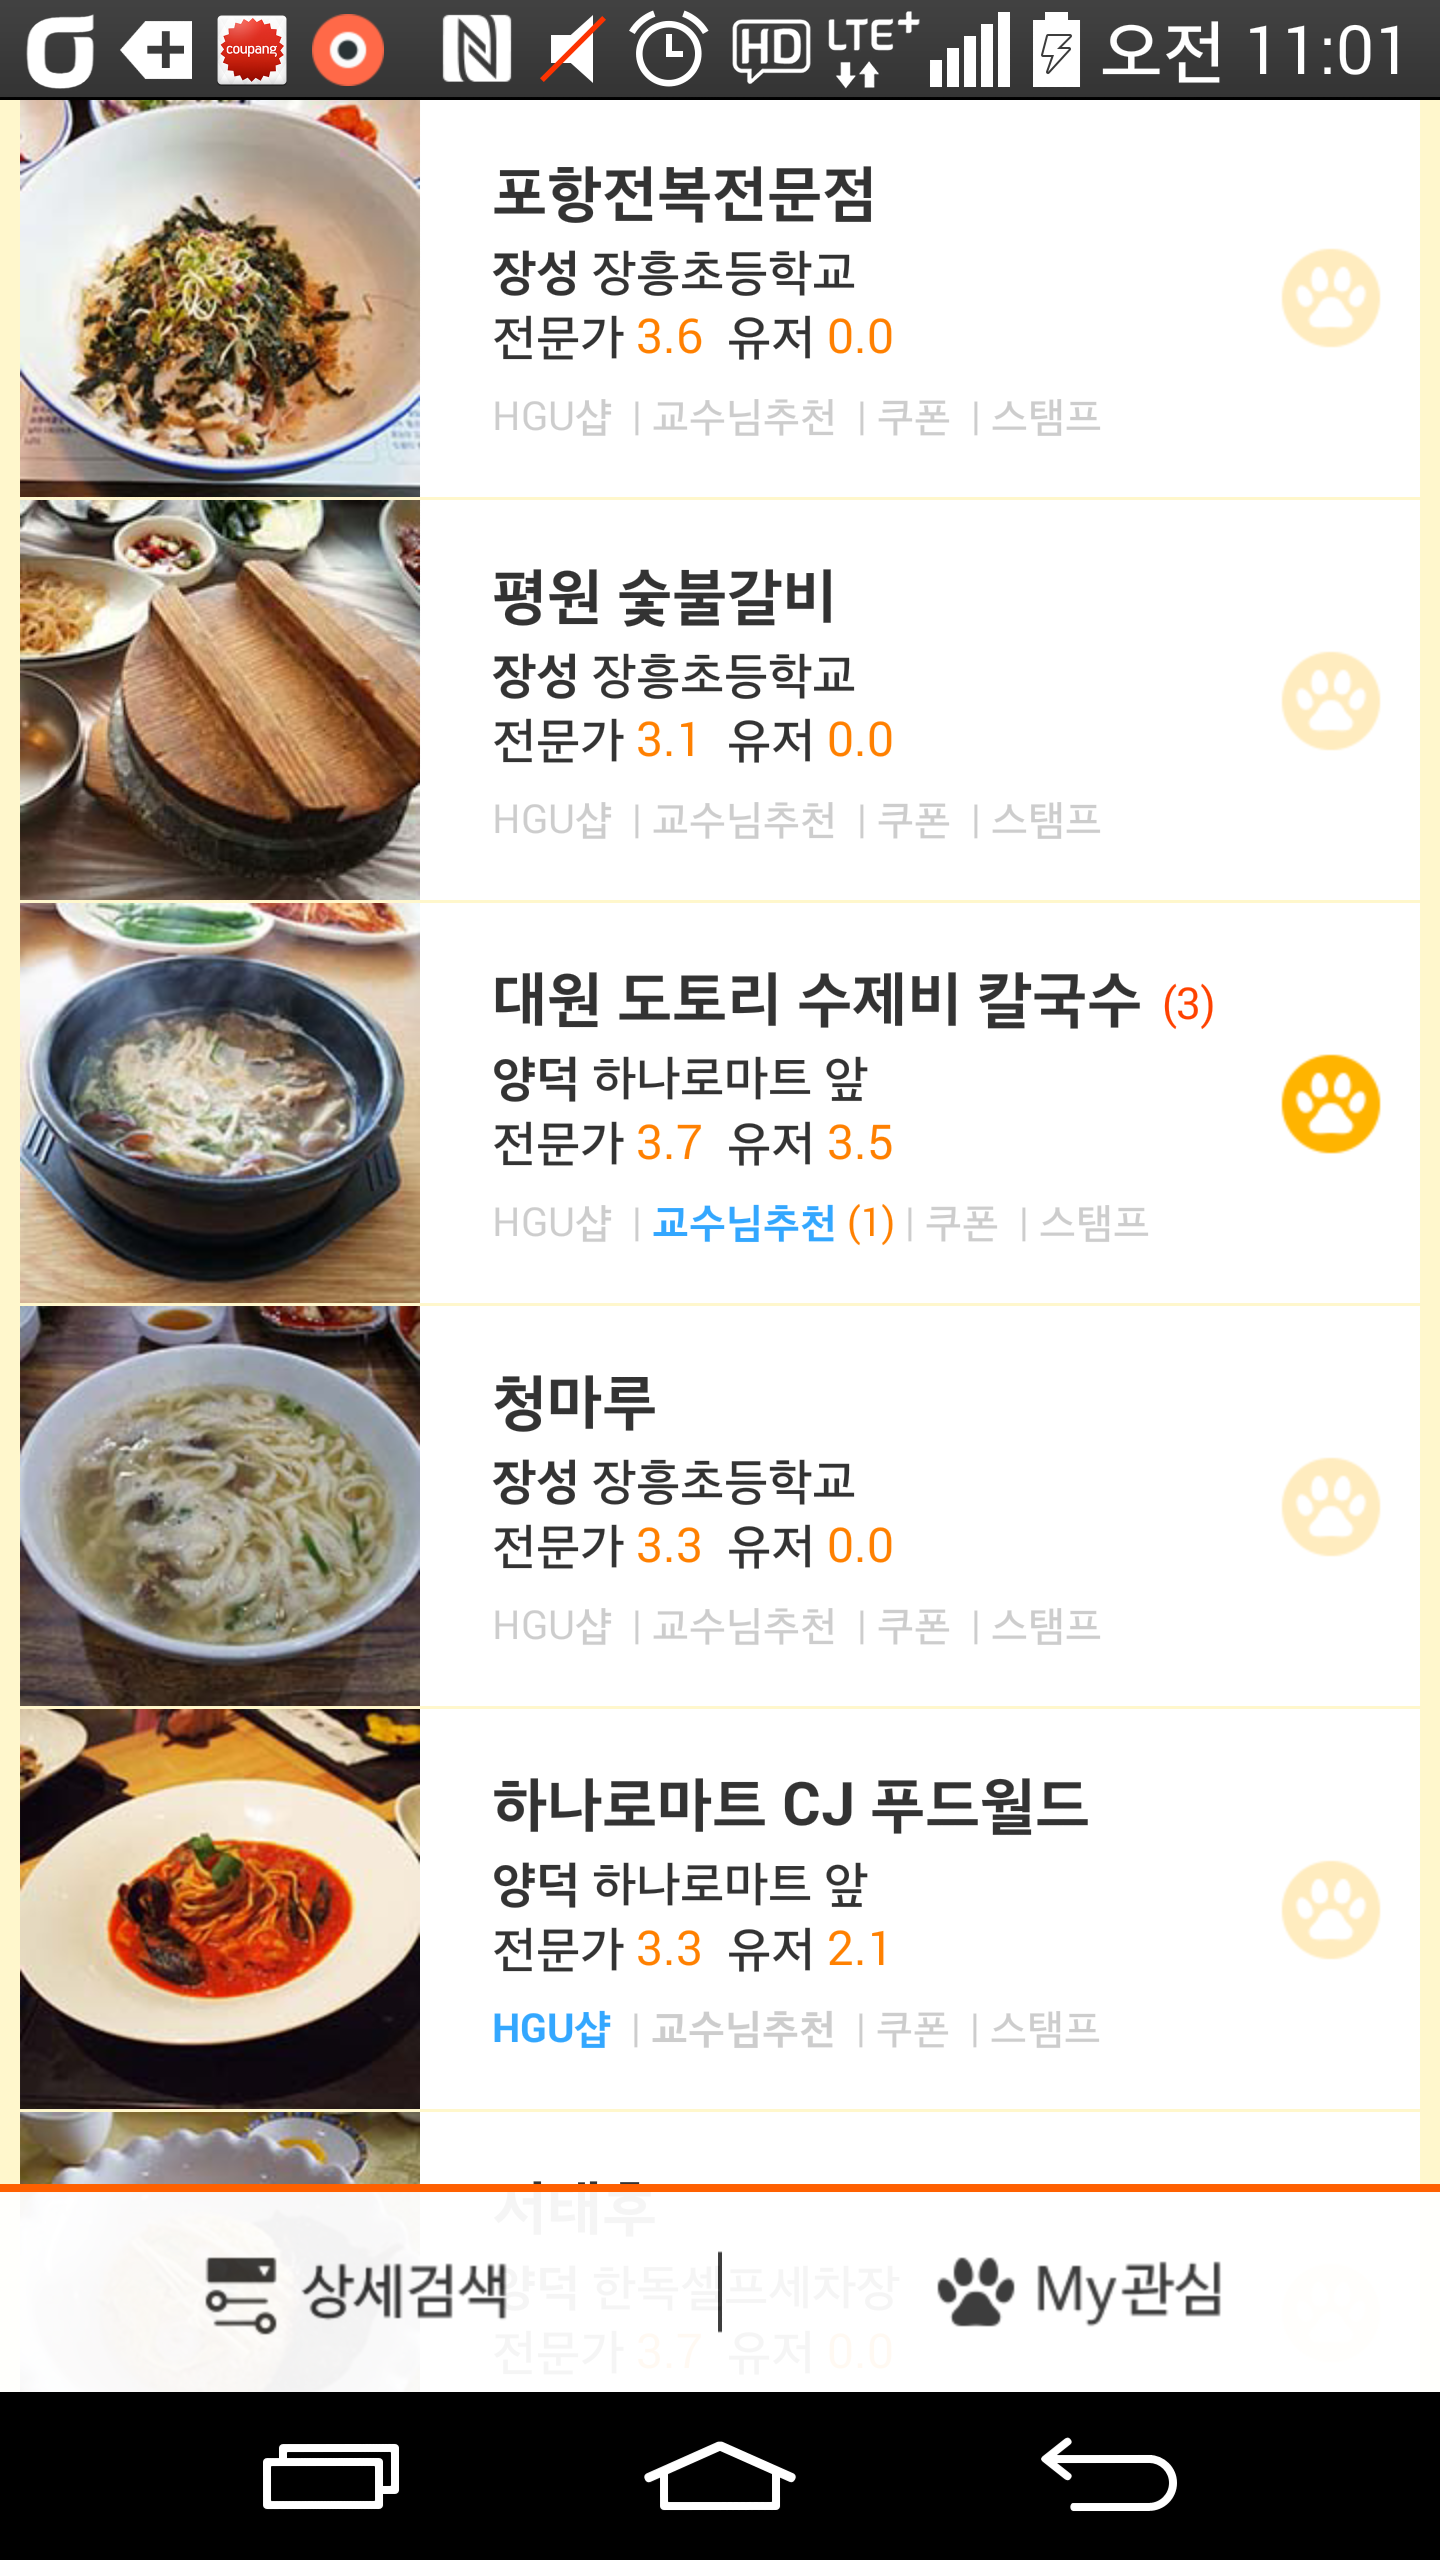 coupang HD LTE+ 오전 11:01
포항전복전문점
장성 장흥초등학교
전문가 3.6 유저 0.0
HGU샵 | 교수님추천 | 쿠폰 | 스탬프
평원 숯불갈비
장성 장흥초등학교
전문가 3.1 유저 0.0
HGU샵 | 교수님추천 | 쿠폰 | 스탬프
대원 도토리 수제비 칼국수 (3)
양덕 하나로마트 앞
전문가 3.7 유저 3.5
HGU샵 | 교수님추천 (1) | 쿠폰 | 스탬프
청마루
장성 장흥초등학교
전문가 3.3 유저 0.0
HGU샵 | 교수님추천 | 쿠폰 | 스탬프
하나로마트 CJ 푸드월드
양덕 하나로마트 앞
전문가 3.3 유저 2.1
HGU샵 | 교수님추천 | 쿠폰 | 스탬프
서태후
양덕 한독셀프세차장
전문가 3.7 유저 0.0
상세검색 | My관심